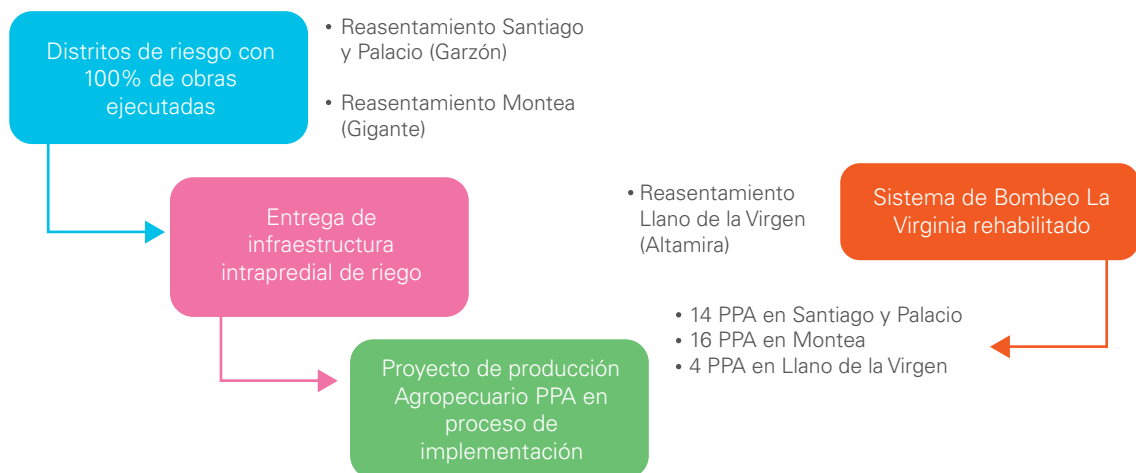 Distritos de riesgo con
100% de obras
ejecutadas
• Reasentamiento Santiago
y Palacio (Garzón)
• Reasentamiento Montea
(Gigante)
Entrega de
infraestructura
intrapredial de riego
• Reasentamiento
Llano de la Virgen
(Altamira)
Sistema de Bombeo La
Virginia rehabilitado
• 14 PPA en Santiago y Palacio
• 16 PPA en Montea
• 4 PPA en Llano de la Virgen
Proyecto de producción
Agropecuario PPA en
proceso de
implementación